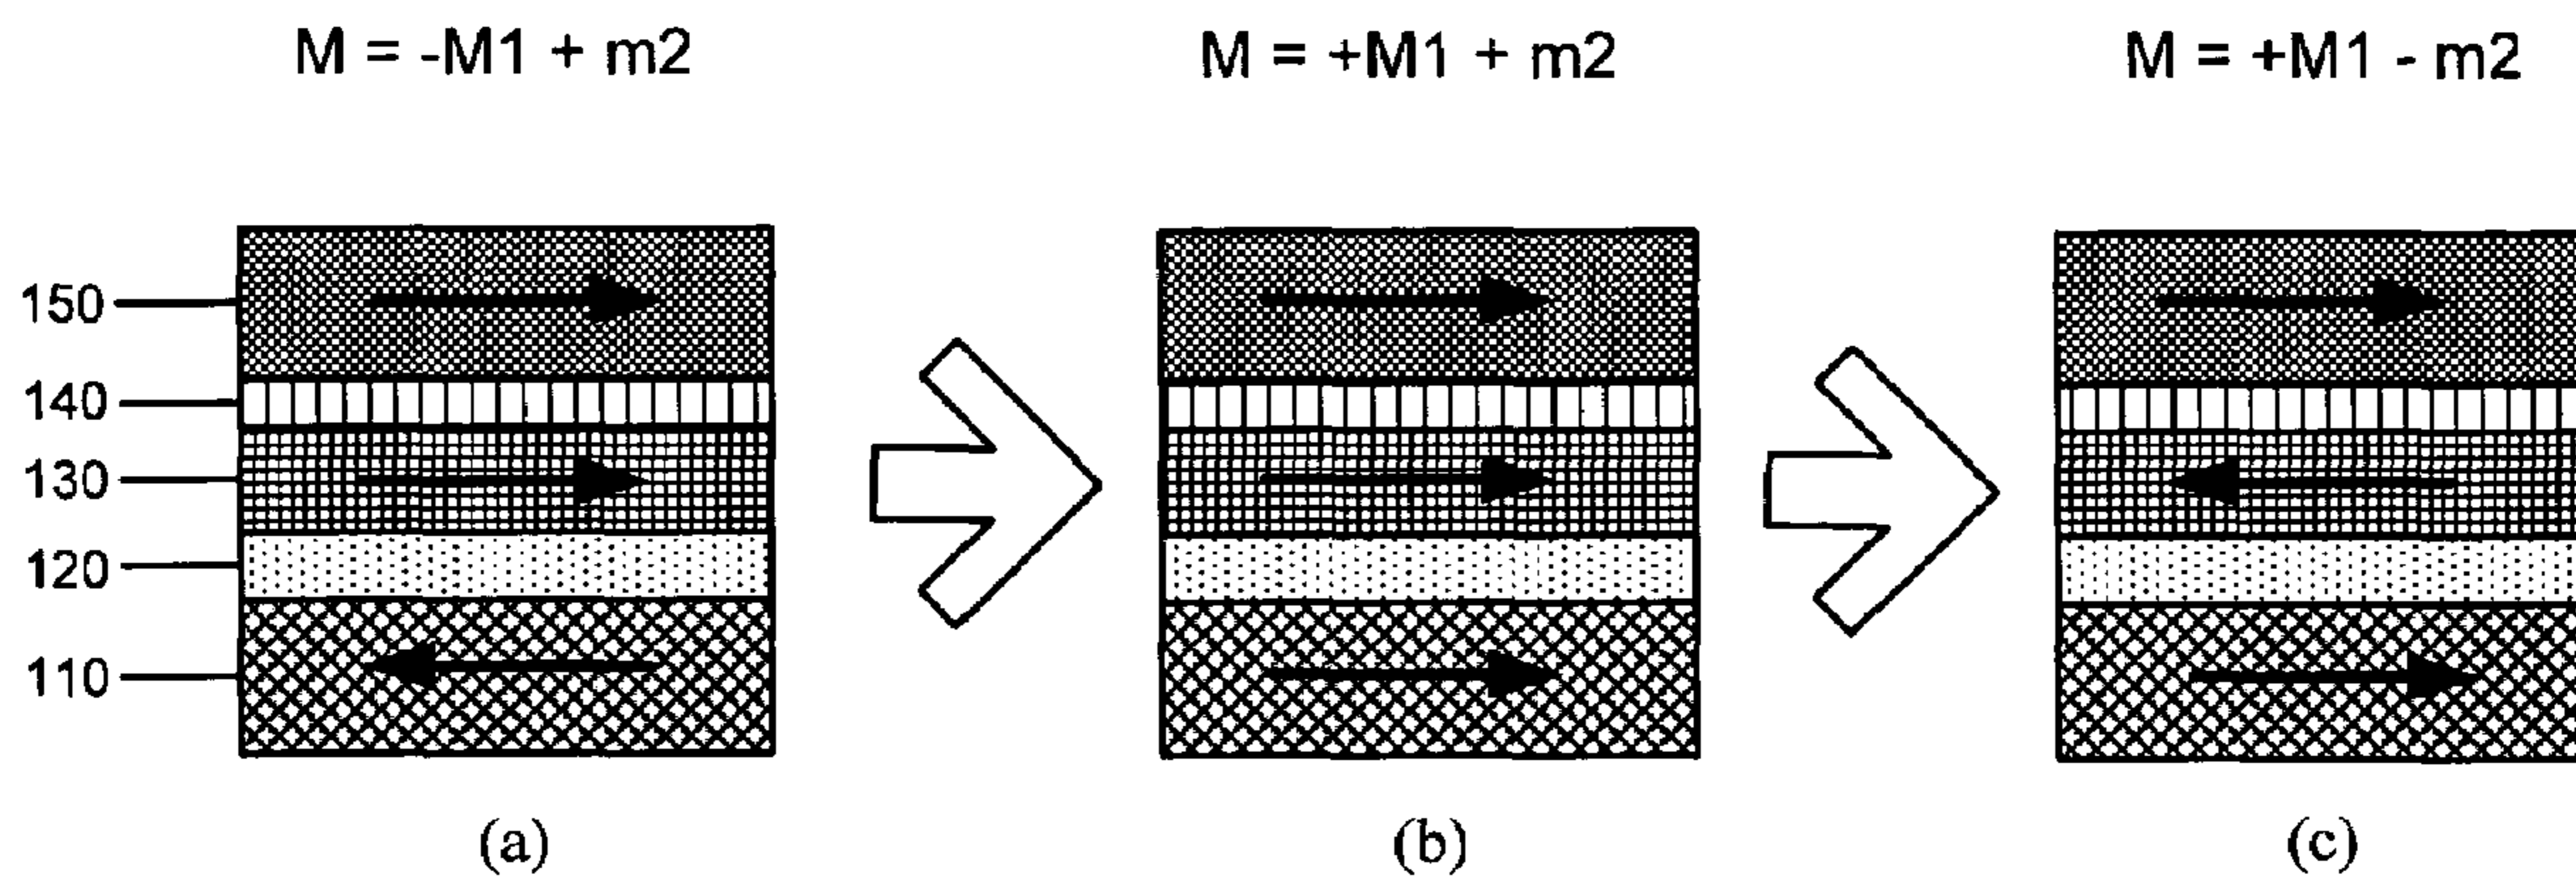 M = -M1 + m2
M = +M1 + m2
M = +M1 - m2
150
140
130
120
110
(a)
(b)
(c)